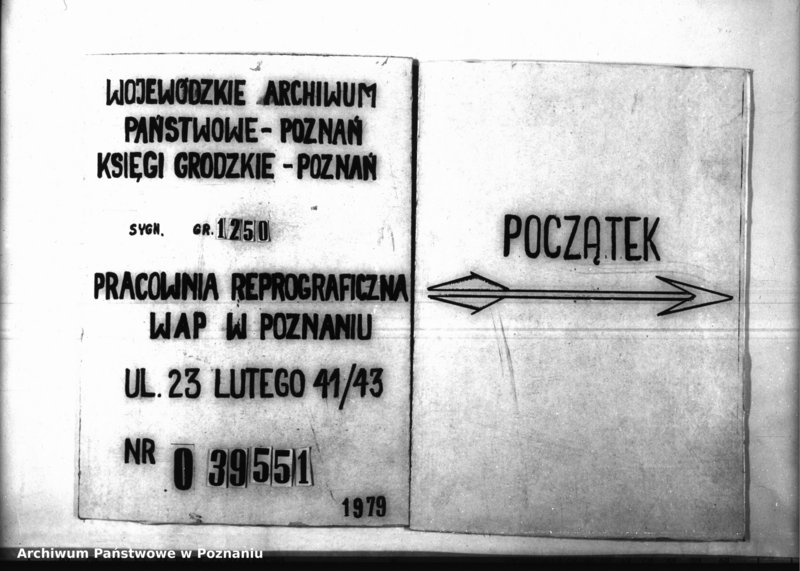 WOJEWÓDZKIE ARCHIWUM
PAŃSTWOWE - POZNAŃ
KSIĘGI GRODZKIE - POZNAŃ
SYGN. GR. 1250
PRACOWNIA REPROGRAFICZNA
WAP W POZNANIU
UL. 23 LUTEGO 41/43
NR 0 39551
1979
POCZĄTEK
Archiwum Państwowe w Poznaniu